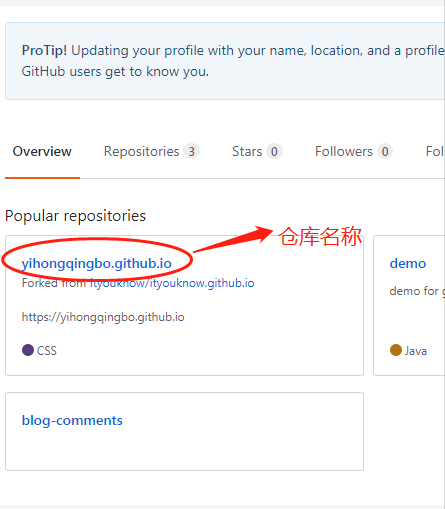 ProTip! Updating your profile with your name, location, and a profile
GitHub users get to know you.
Overview Repositories 3 Stars 0 Followers 0 Fol
Popular repositories
仓库名称
yihongqingbo.github.io
Forked from ityouknow/ityouknow.github.io
https://yihongqingbo.github.io
CSS
demo
demo for g
Java
blog-comments